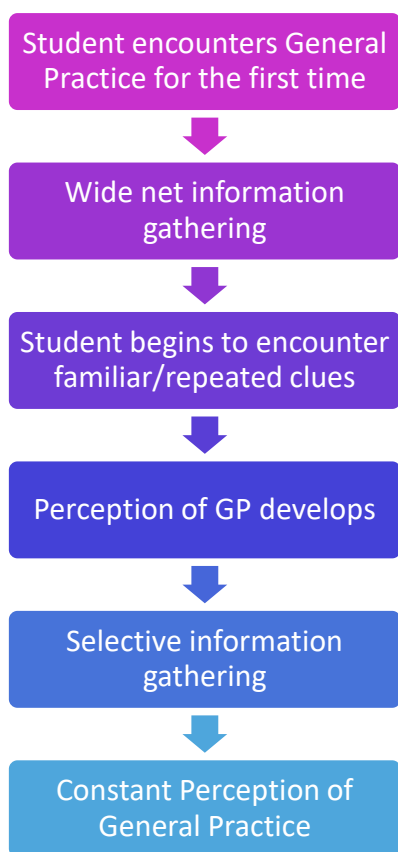 Student encounters General
Practice for the first time
Wide net information
gathering
Student begins to encounter
familiar/repeated clues
Perception of GP develops
Selective information
gathering
Constant Perception of
General Practice